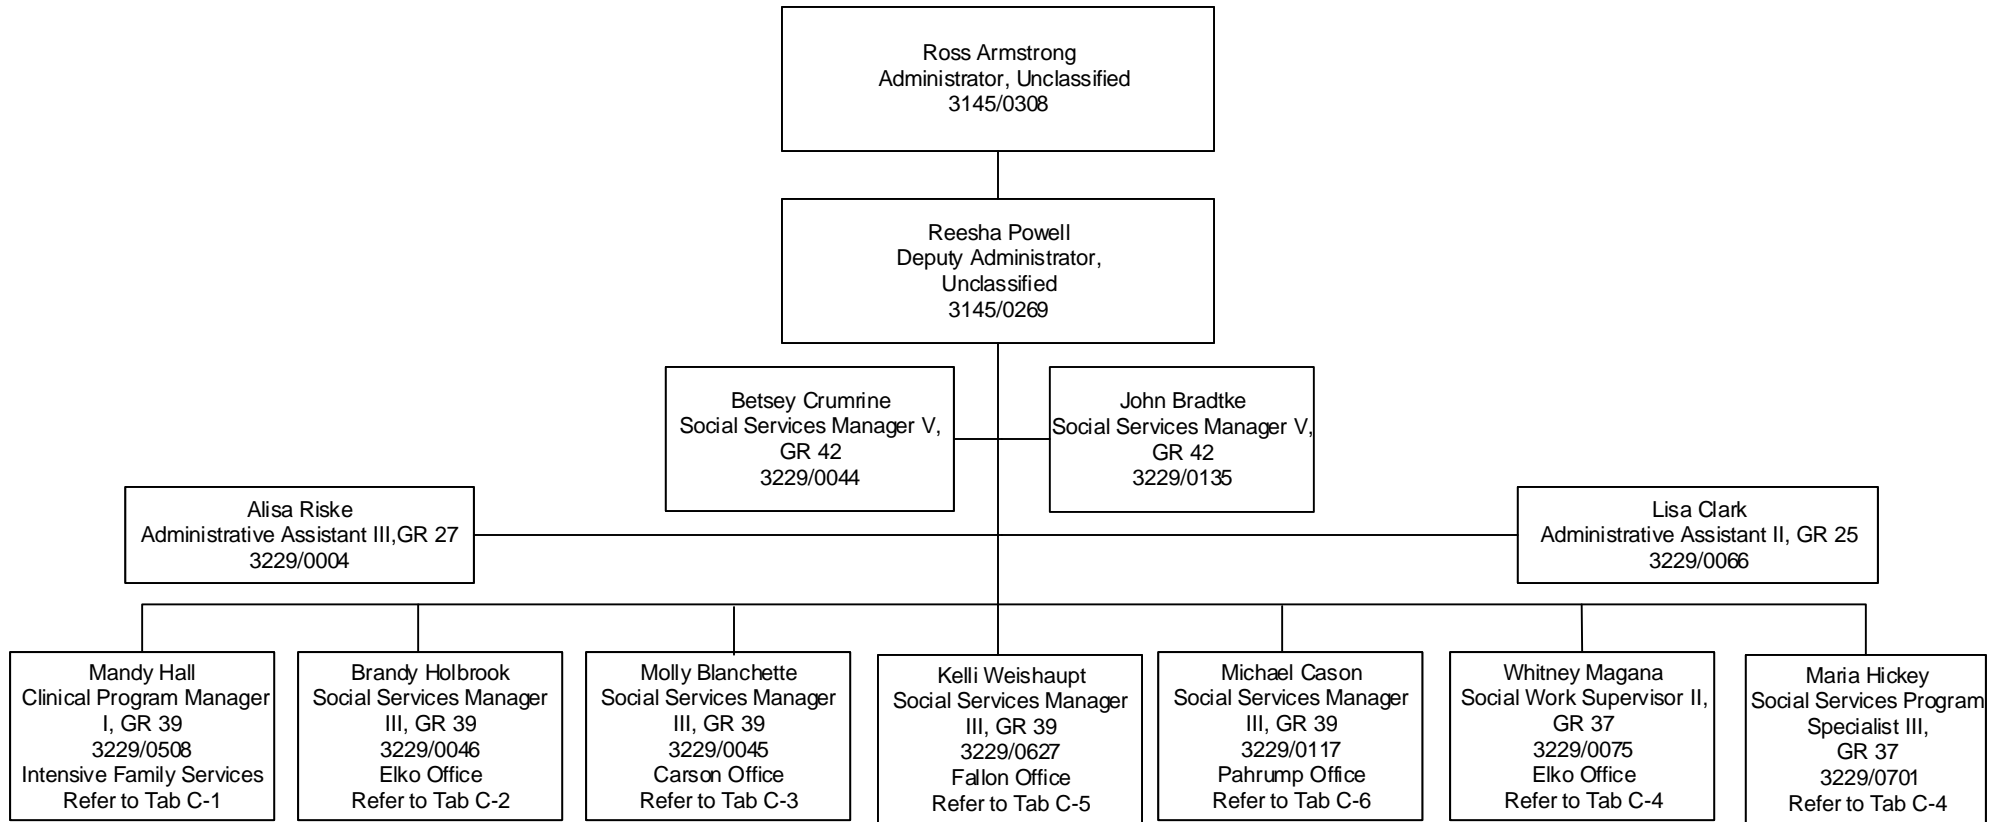 Ross Armstrong
Administrator, Unclassified
3145/0308
Reesha Powell
Deputy Administrator,
Unclassified
3145/0269
Betsey Crumrine
Social Services Manager V,
GR 42
3229/0044
John Bradtke
Social Services Manager V,
GR 42
3229/0135
Alisa Riske
Administrative Assistant III,GR 27
3229/0004
Lisa Clark
Administrative Assistant II, GR 25
3229/0066
Mandy Hall
Clinical Program Manager
I, GR 39
3229/0508
Intensive Family Services
Refer to Tab C-1
Brandy Holbrook
Social Services Manager
III, GR 39
3229/0046
Elko Office
Refer to Tab C-2
Molly Blanchette
Social Services Manager
III, GR 39
3229/0045
Carson Office
Refer to Tab C-3
Kelli Weishaupt
Social Services Manager
III, GR 39
3229/0627
Fallon Office
Refer to Tab C-5
Michael Cason
Social Services Manager
III, GR 39
3229/0117
Pahrump Office
Refer to Tab C-6
Whitney Magana
Social Work Supervisor II,
GR 37
3229/0075
Elko Office
Refer to Tab C-4
Maria Hickey
Social Services Program
Specialist III,
GR 37
3229/0701
Refer to Tab C-4